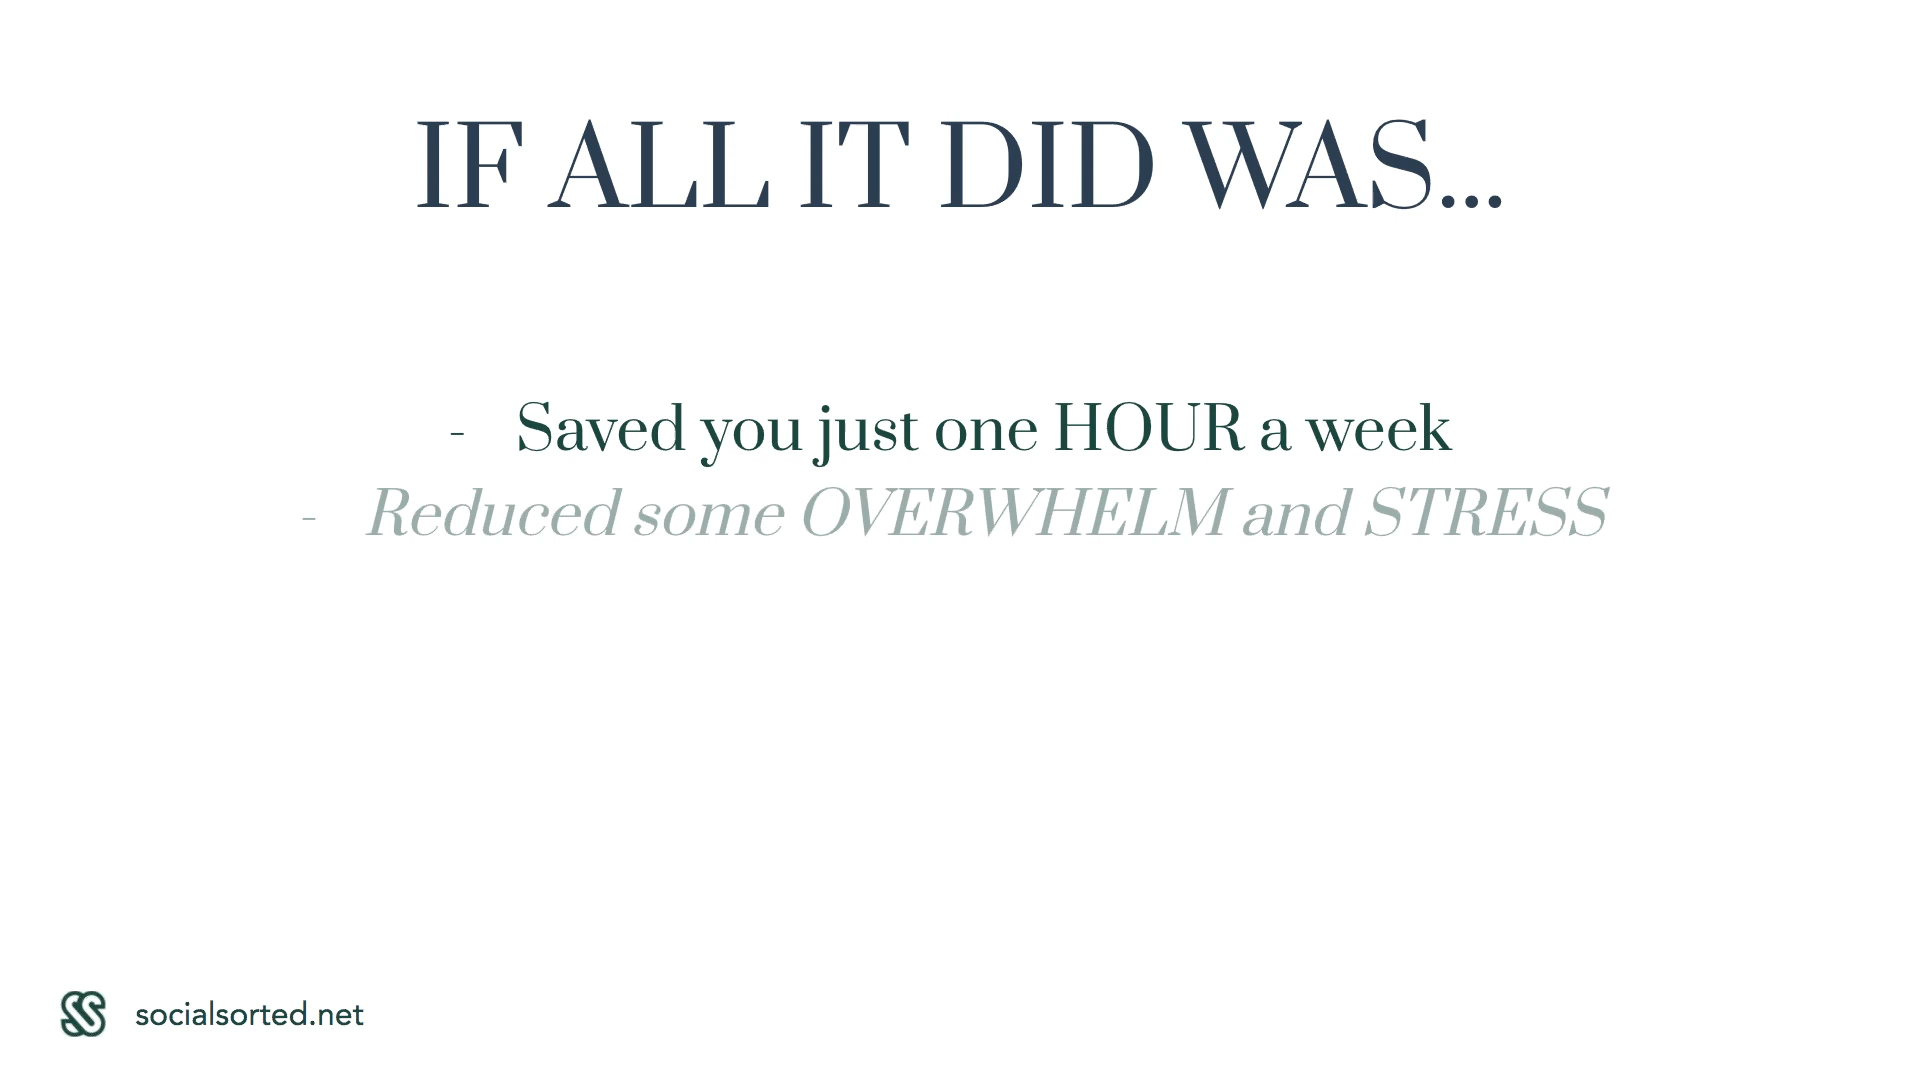 IF ALL IT DID WAS...
- Saved you just one HOUR a week
- Reduced some OVERWHELM and STRESS
socialsorted.net